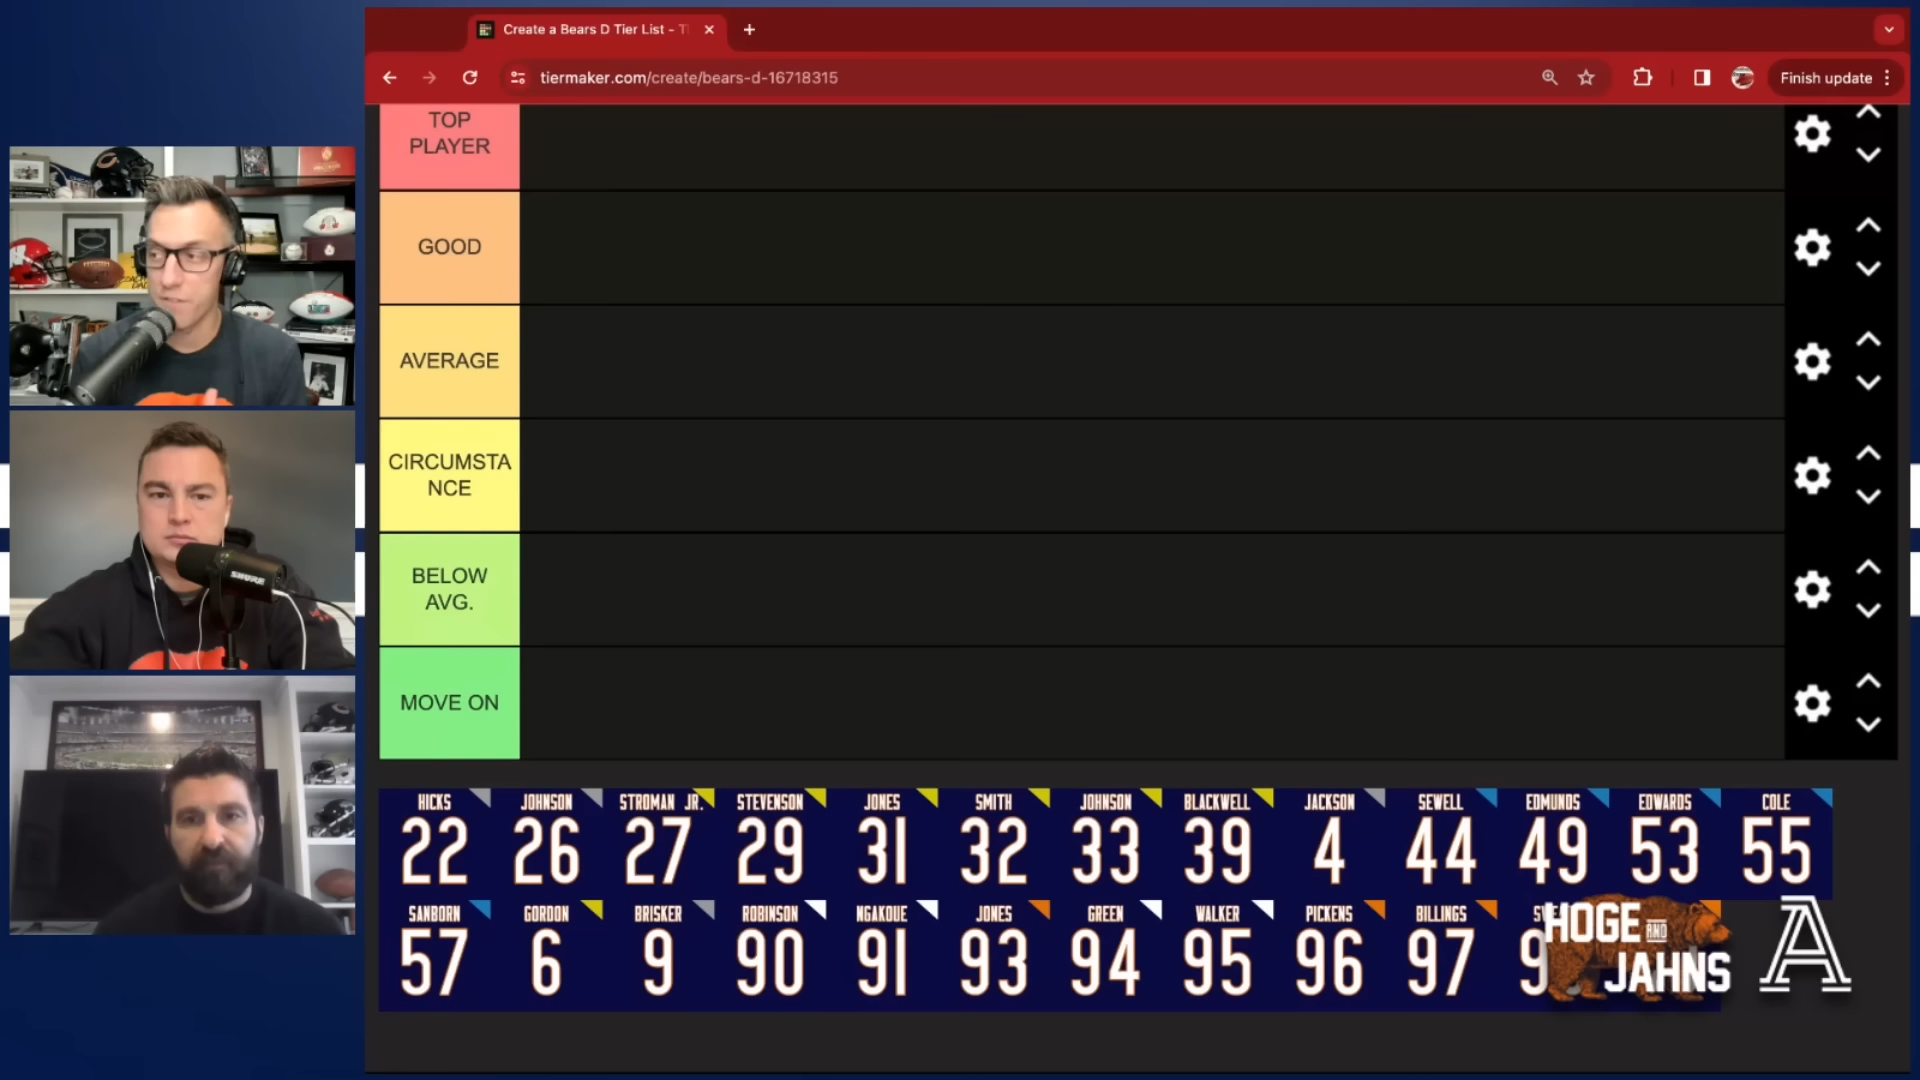 Create a Bears D Tier List - T
tiermaker.com/create/bears-d-16718315
Finish update
TOP
PLAYER
GOOD
AVERAGE
CIRCUMSTA
NCE
BELOW
AVG.
MOVE ON
HICKS JOHNSON STROMAN JR. STEVENSON JONES SMITH JOHNSON BLACKWELL JACKSON SEWELL EDMUNDS EDWARDS COLE
22 26 27 29 31 32 33 39 4 44 49 53 55
SANBORN GORDON BRISKER ROBINSON NGAKOUE JONES GREEN WALKER PICKENS BILLINGS
57 6 9 90 91 93 94 95 96 97 9
HOGE AND
JAHNS
A
SHURE